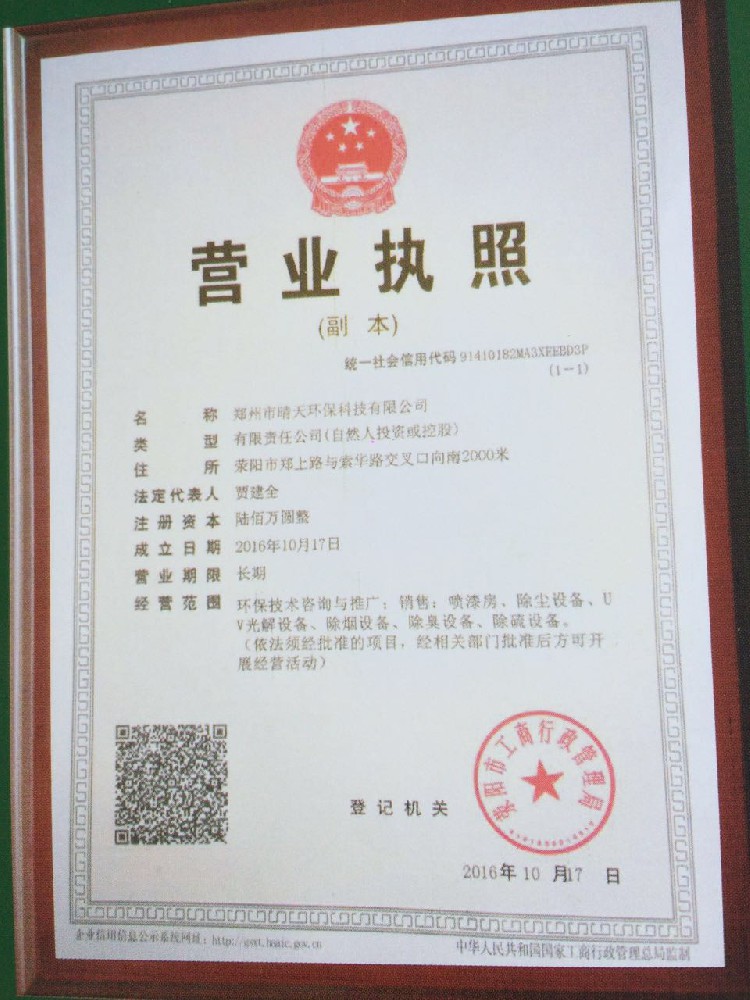 营业执照
(副 本)
统一社会信用代码 91410182MA3XEEBD3P
(1-1)
名 称 郑州市晴天环保科技有限公司
类 型 有限责任公司(自然人投资或控股)
住 所 荥阳市郑上路与索华路交叉口向南2000米
法定代表人 贾建全
注册资本 陆佰万圆整
成立日期 2016年10月17日
营业期限 长期
经营范围 环保技术咨询与推广；销售：喷漆房、除尘设备、U
V光解设备、除烟设备、除臭设备、除硫设备。
(依法须经批准的项目，经相关部门批准后方可开
展经营活动)
荥阳市工商行政管理局
登记机关
2016年 10 月17 日
企业信用信息公示系统网址：
中华人民共和国国家工商行政管理总局监制